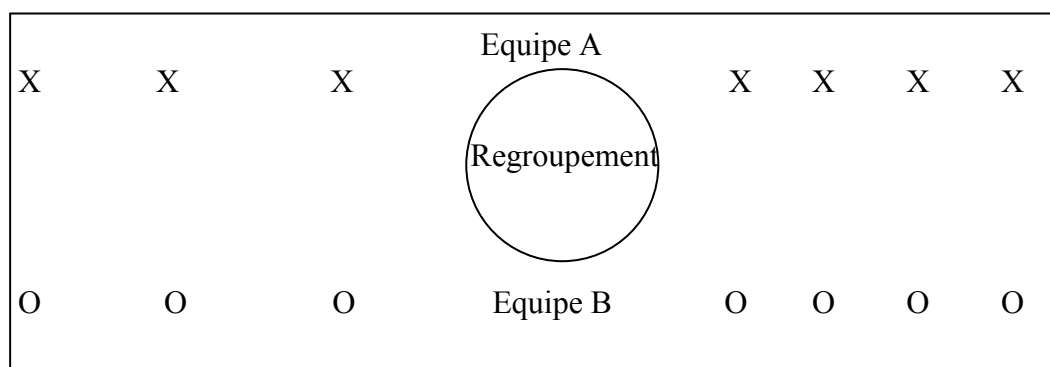 Equipe A
X X X X X X X
Regroupement
O O O Equipe B O O O O